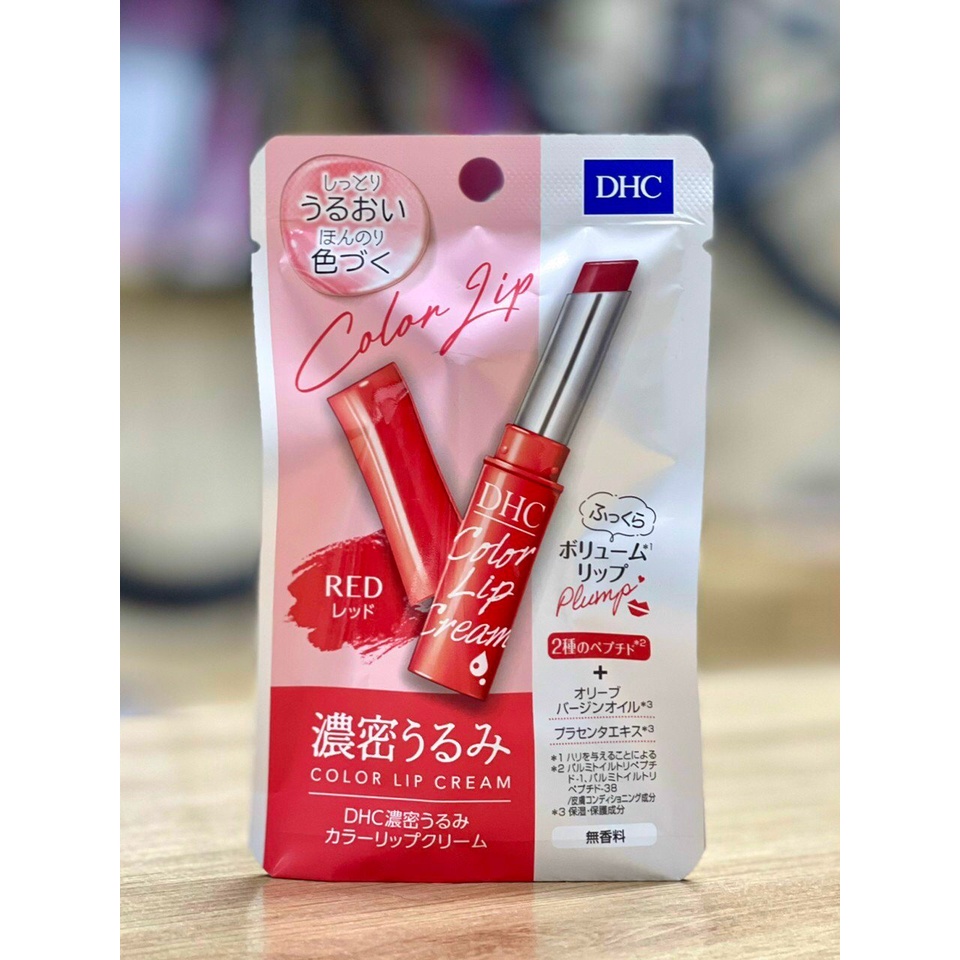 しっとり
うるおい
ほんのり
色づく
DHC
Color Lip
DHC
Color
Lip
Cream
RED
レッド
ふっくら
ボリューム*1
リップ
Plump
2種のペプチド*2
+
オリーブ
バージンオイル*3
プラセンタエキス*3
*1 ハリを与えることによる
*2 パルミトイルトリペプチ
ド-1、パルミトイルトリ
ペプチド-38
/皮膚コンディショニング成分
*3 保湿・保護成分
無香料
濃密うるみ
COLOR LIP CREAM
DHC濃密うるみ
カラーリップクリーム